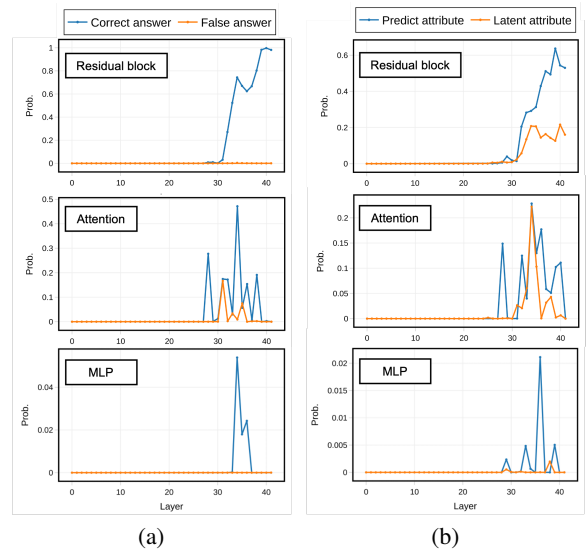 Correct answer False answer
Residual block
Prob.
1
0.8
0.6
0.4
0.2
0
0 10 20 30 40
Attention
Prob.
0.5
0.4
0.3
0.2
0.1
0
0 10 20 30 40
MLP
Prob.
0.04
0.02
0
0 10 20 30 40
Layer
(a)
Predict attribute Latent attribute
Residual block
Prob.
0.6
0.4
0.2
0
0 10 20 30 40
Attention
Prob.
0.2
0.15
0.1
0.05
0
0 10 20 30 40
MLP
Prob.
0.02
0.015
0.01
0.005
0
0 10 20 30 40
Layer
(b)